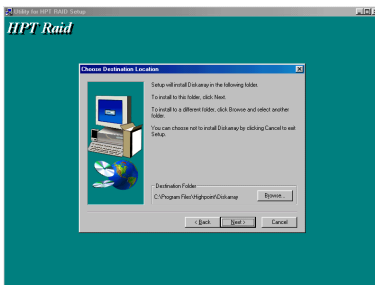 Utility for HPT RAID Setup
HPT Raid
Choose Destination Location
Setup will install Diskarray in the following folder.
To install to this folder, click Next.
To install to a different folder, click Browse and select another
folder.
You can choose not to install Diskarray by clicking Cancel to exit
Setup.
Destination Folder
C:\Program Files\Highpoint\Diskarray
Browse...
< Back
Next >
Cancel